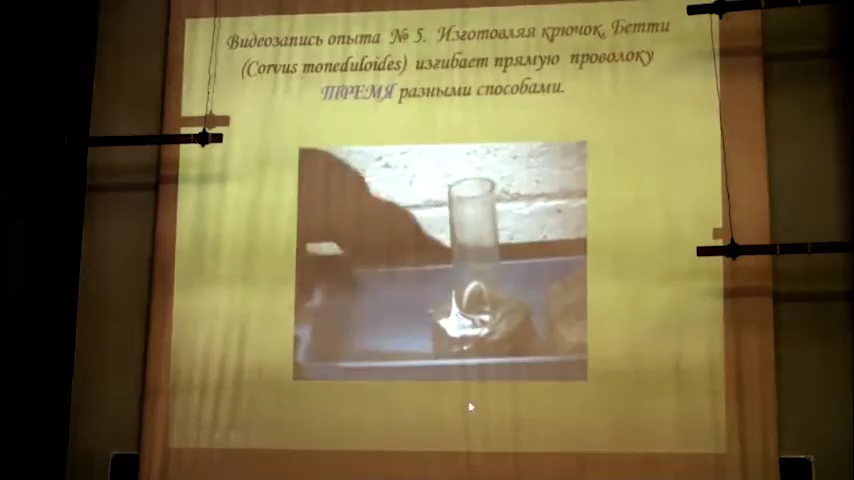 Видеозапись опыта № 5. Изготовляя крючок, Бетти
(Corvus moneduloides) изгибает прямую проволоку
ТРЕМЯ разными способами.